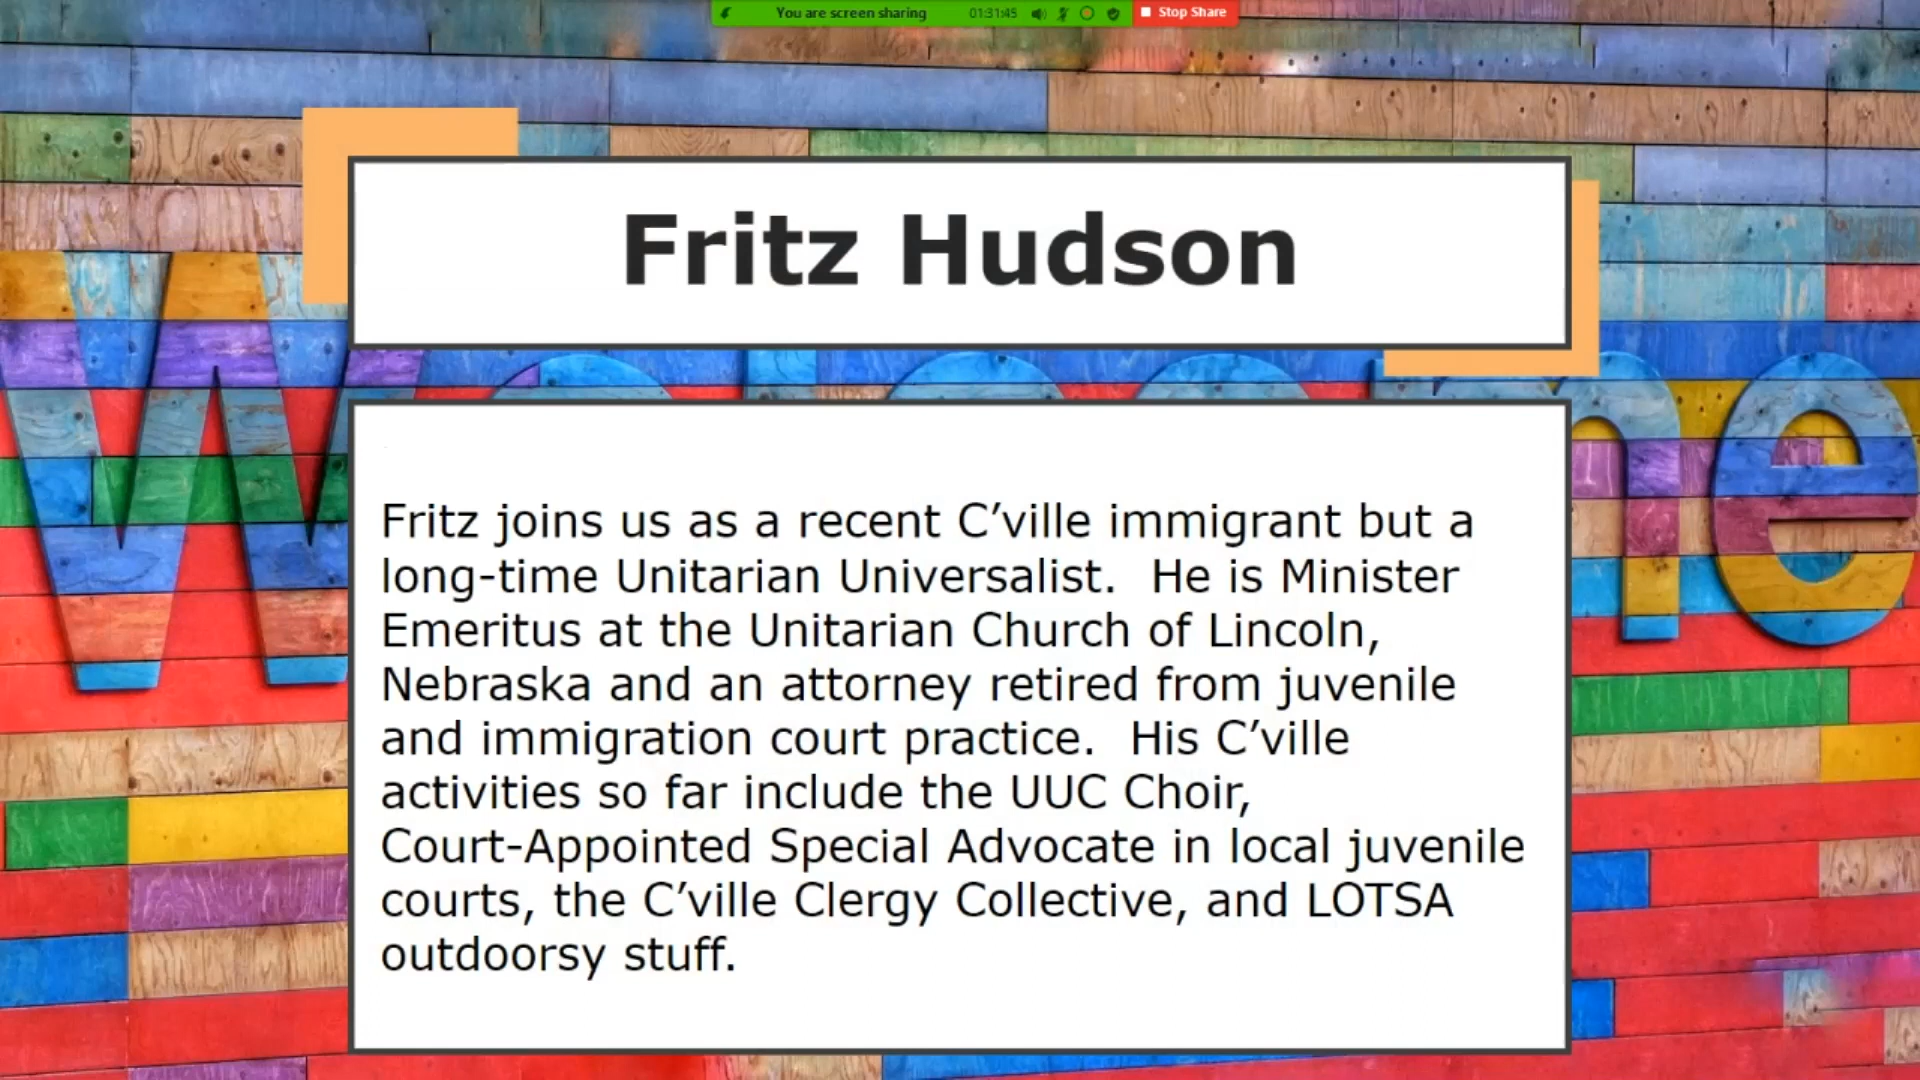 You are screen sharing 01:31:45 Stop Share
Fritz Hudson
Welcome
Fritz joins us as a recent C’ville immigrant but a
long-time Unitarian Universalist.  He is Minister
Emeritus at the Unitarian Church of Lincoln,
Nebraska and an attorney retired from juvenile
and immigration court practice.  His C’ville
activities so far include the UUC Choir,
Court-Appointed Special Advocate in local juvenile
courts, the C’ville Clergy Collective, and LOTSA
outdoorsy stuff.